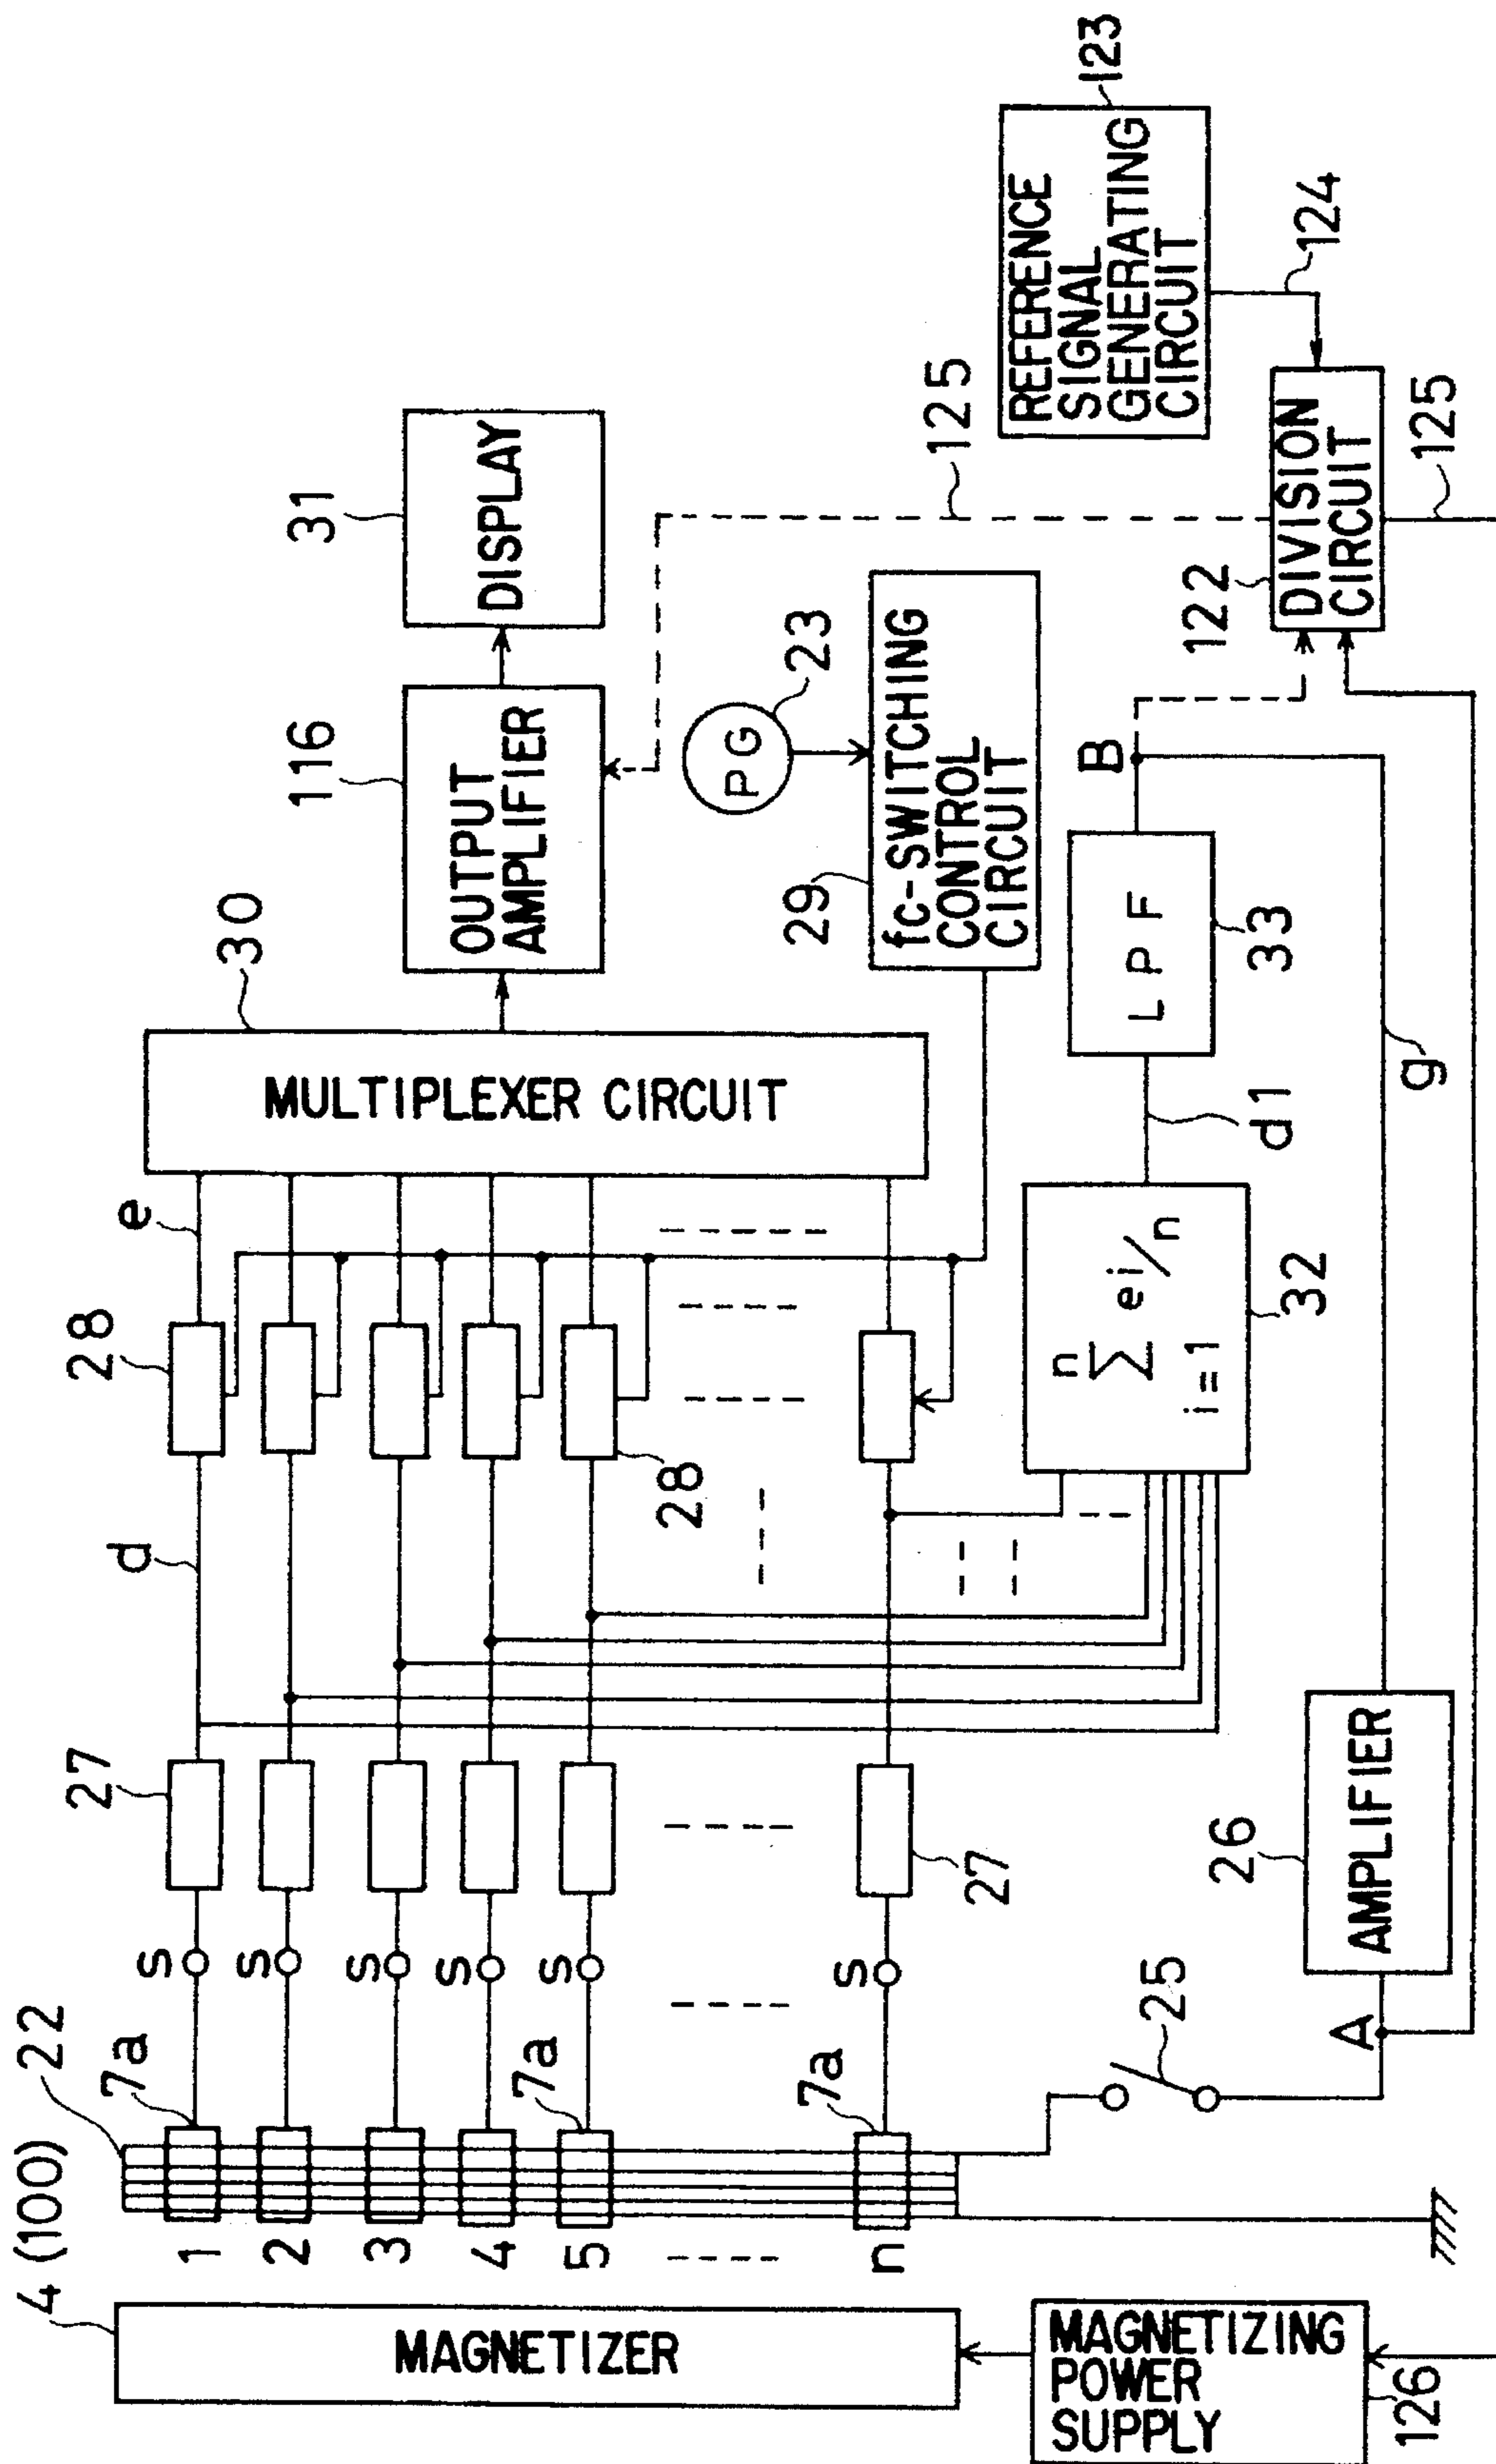 4 (100)
22
7a
s
27
d
28
e
30
116
31
MAGNETIZER
1
2
3
4
5
n
s
s
s
s
7a
7a
s
27
28
MULTIPLEXER CIRCUIT
OUTPUT
AMPLIFIER
DISPLAY
PG
23
29
fc-SWITCHING
CONTROL
CIRCUIT
125
REFERENCE
SIGNAL
GENERATING
CIRCUIT
123
124
MAGNETIZING
POWER
SUPPLY
126
25
A
26
AMPLIFIER
n
∑ ei/n
i=1
32
d1
LPF
33
B
g
122
DIVISION
CIRCUIT
125